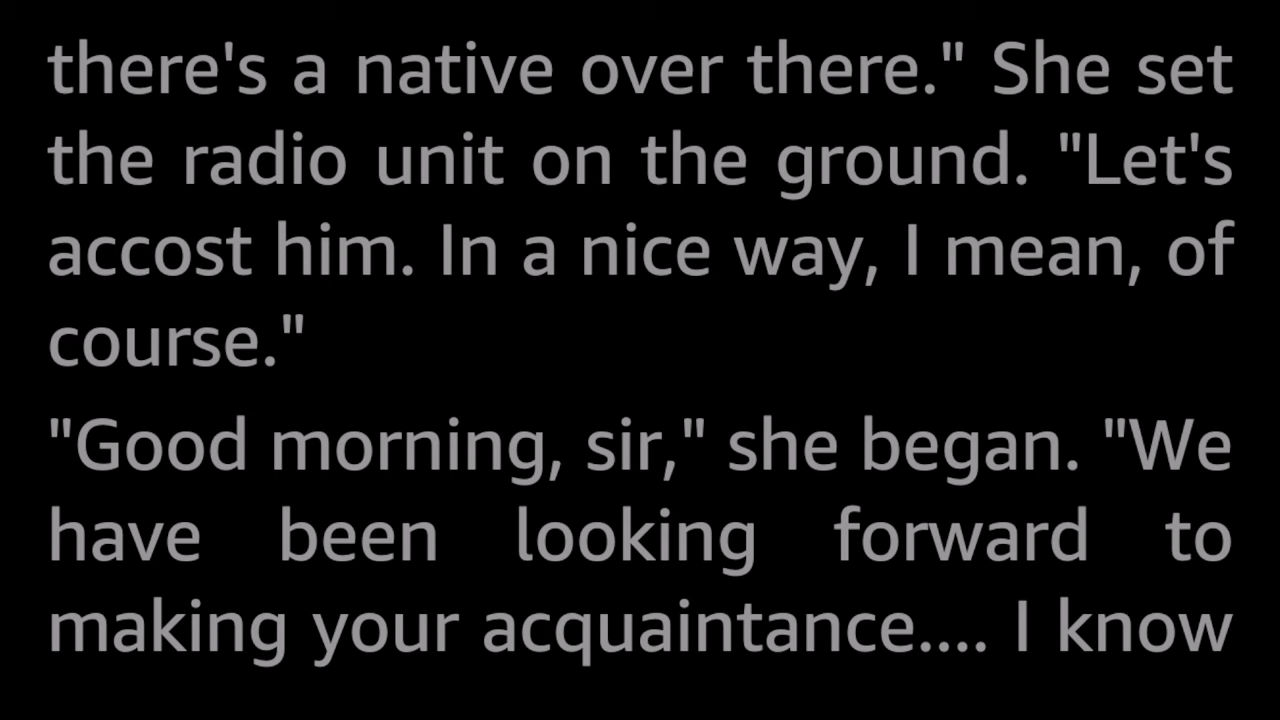 there's a native over there." She set
the radio unit on the ground. "Let's
accost him. In a nice way, I mean, of
course."
"Good morning, sir," she began. "We
have been looking forward to
making your acquaintance.... I know